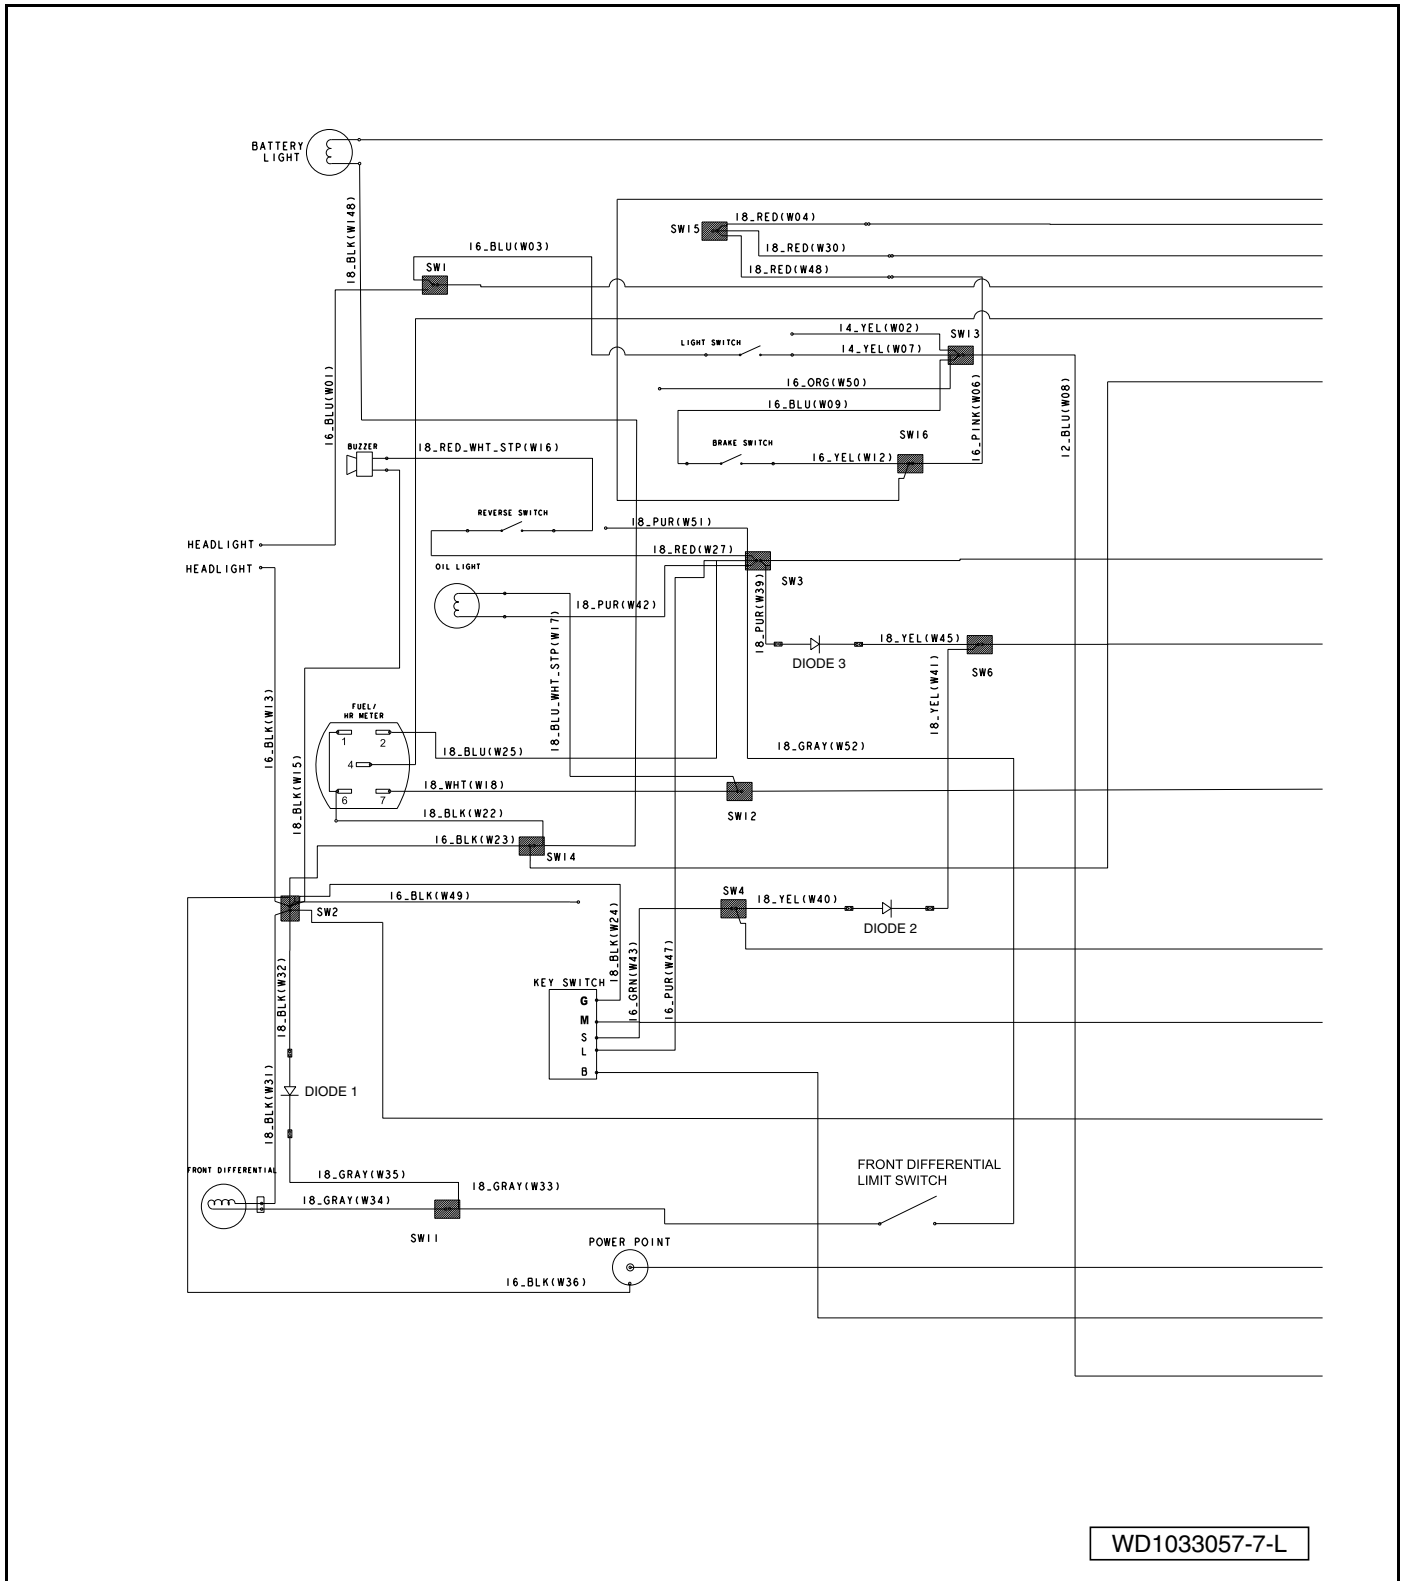 BATTERY
LIGHT
18_BLK(W148)
16_BLU(W03)
SW1
SW15
18_RED(W04)
18_RED(W30)
18_RED(W48)
14_YEL(W02)
SW13
LIGHT SWITCH
14_YEL(W07)
16_ORG(W50)
16_BLU(W09)
16_PINK(W06)
12_BLU(W08)
16_BLU(W01)
BUZZER
18_RED_WHT_STP(W16)
BRAKE SWITCH
SW16
16_YEL(W12)
REVERSE SWITCH
18_PUR(W51)
HEADLIGHT
HEADLIGHT
18_RED(W27)
SW3
OIL LIGHT
18_PUR(W42)
18_PUR(W39)
18_BLU_WHT_STP(W17)
DIODE 3
18_YEL(W45)
SW6
18_YEL(W41)
16_BLK(W13)
18_BLK(W15)
FUEL/
HR METER
1
2
4
6
7
18_BLU(W25)
18_GRAY(W52)
18_WHT(W18)
SW12
18_BLK(W22)
16_BLK(W23)
SW14
16_BLK(W49)
SW2
SW4
18_YEL(W40)
DIODE 2
18_BLK(W24)
16_GRN(W43)
16_PUR(W47)
KEY SWITCH
G
M
S
L
B
18_BLK(W32)
18_BLK(W31)
DIODE 1
FRONT DIFFERENTIAL
18_GRAY(W35)
18_GRAY(W33)
18_GRAY(W34)
SW11
FRONT DIFFERENTIAL
LIMIT SWITCH
POWER POINT
16_BLK(W36)
WD1033057-7-L